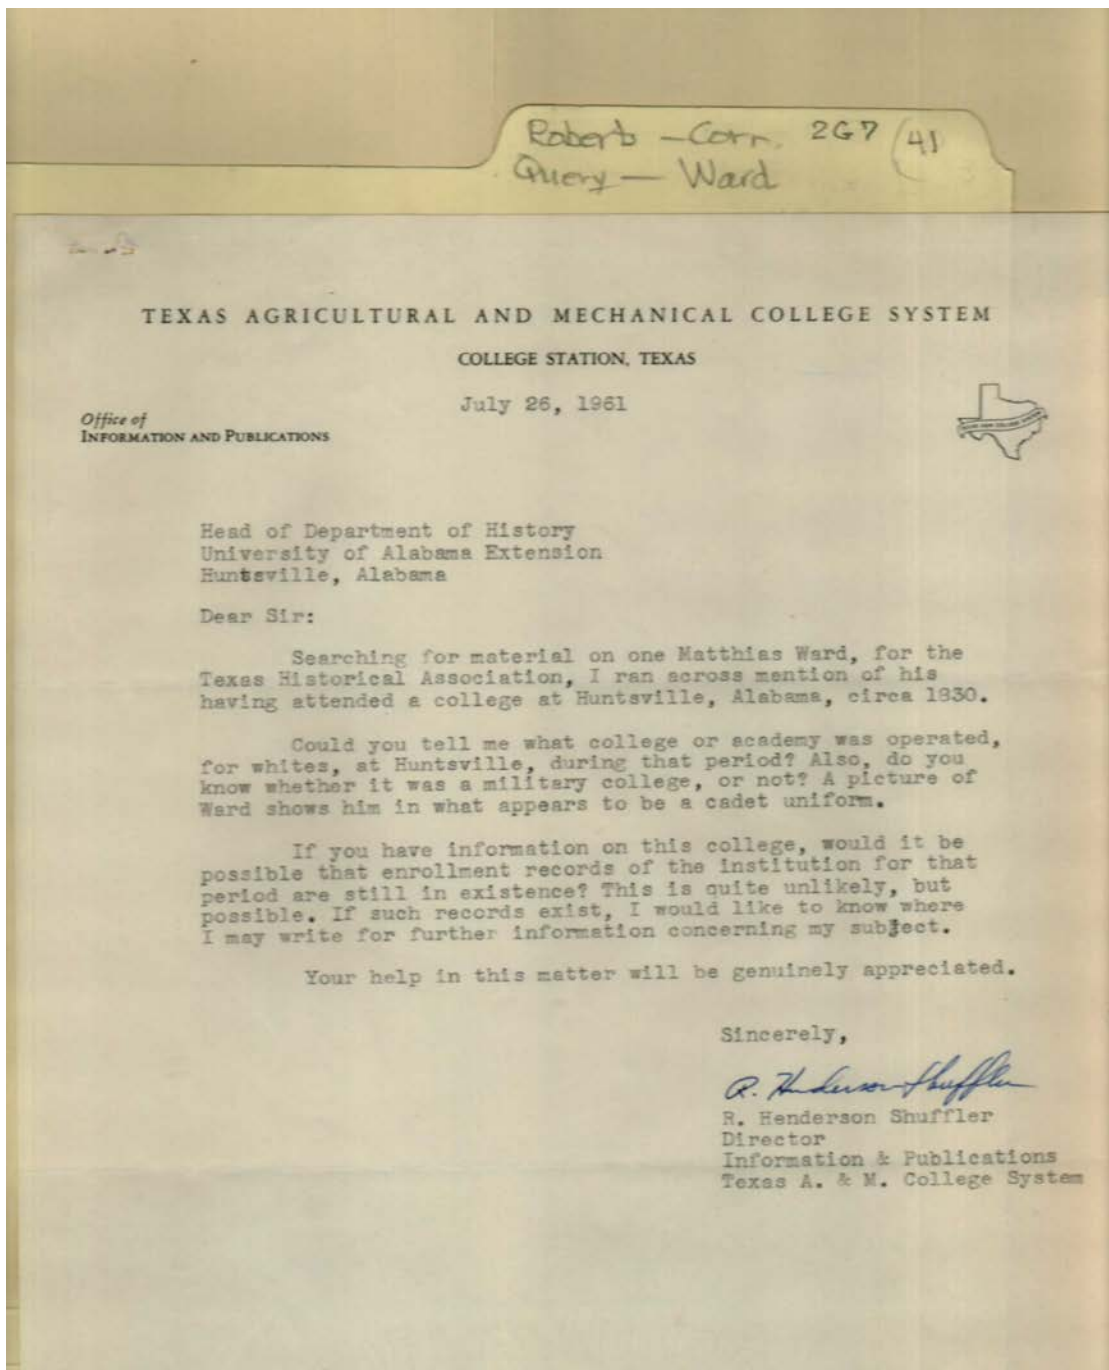 Roberts - Corr. 2G7 (41)
Query - Ward
TEXAS AGRICULTURAL AND MECHANICAL COLLEGE SYSTEM
COLLEGE STATION, TEXAS
July 26, 1961
Office of
INFORMATION AND PUBLICATIONS
Head of Department of History
University of Alabama Extension
Huntsville, Alabama
Dear Sir:
Searching for material on one Matthias Ward, for the
Texas Historical Association, I ran across mention of his
having attended a college at Huntsville, Alabama, circa 1830.
Could you tell me what college or academy was operated,
for whites, at Huntsville, during that period? Also, do you
know whether it was a military college, or not? A picture of
Ward shows him in what appears to be a cadet uniform.
If you have information on this college, would it be
possible that enrollment records of the institution for that
period are still in existence? This is quite unlikely, but
possible. If such records exist, I would like to know where
I may write for further information concerning my subject.
Your help in this matter will be genuinely appreciated.
Sincerely,
R. Henderson Shuffler
R. Henderson Shuffler
Director
Information & Publications
Texas A. & M. College System